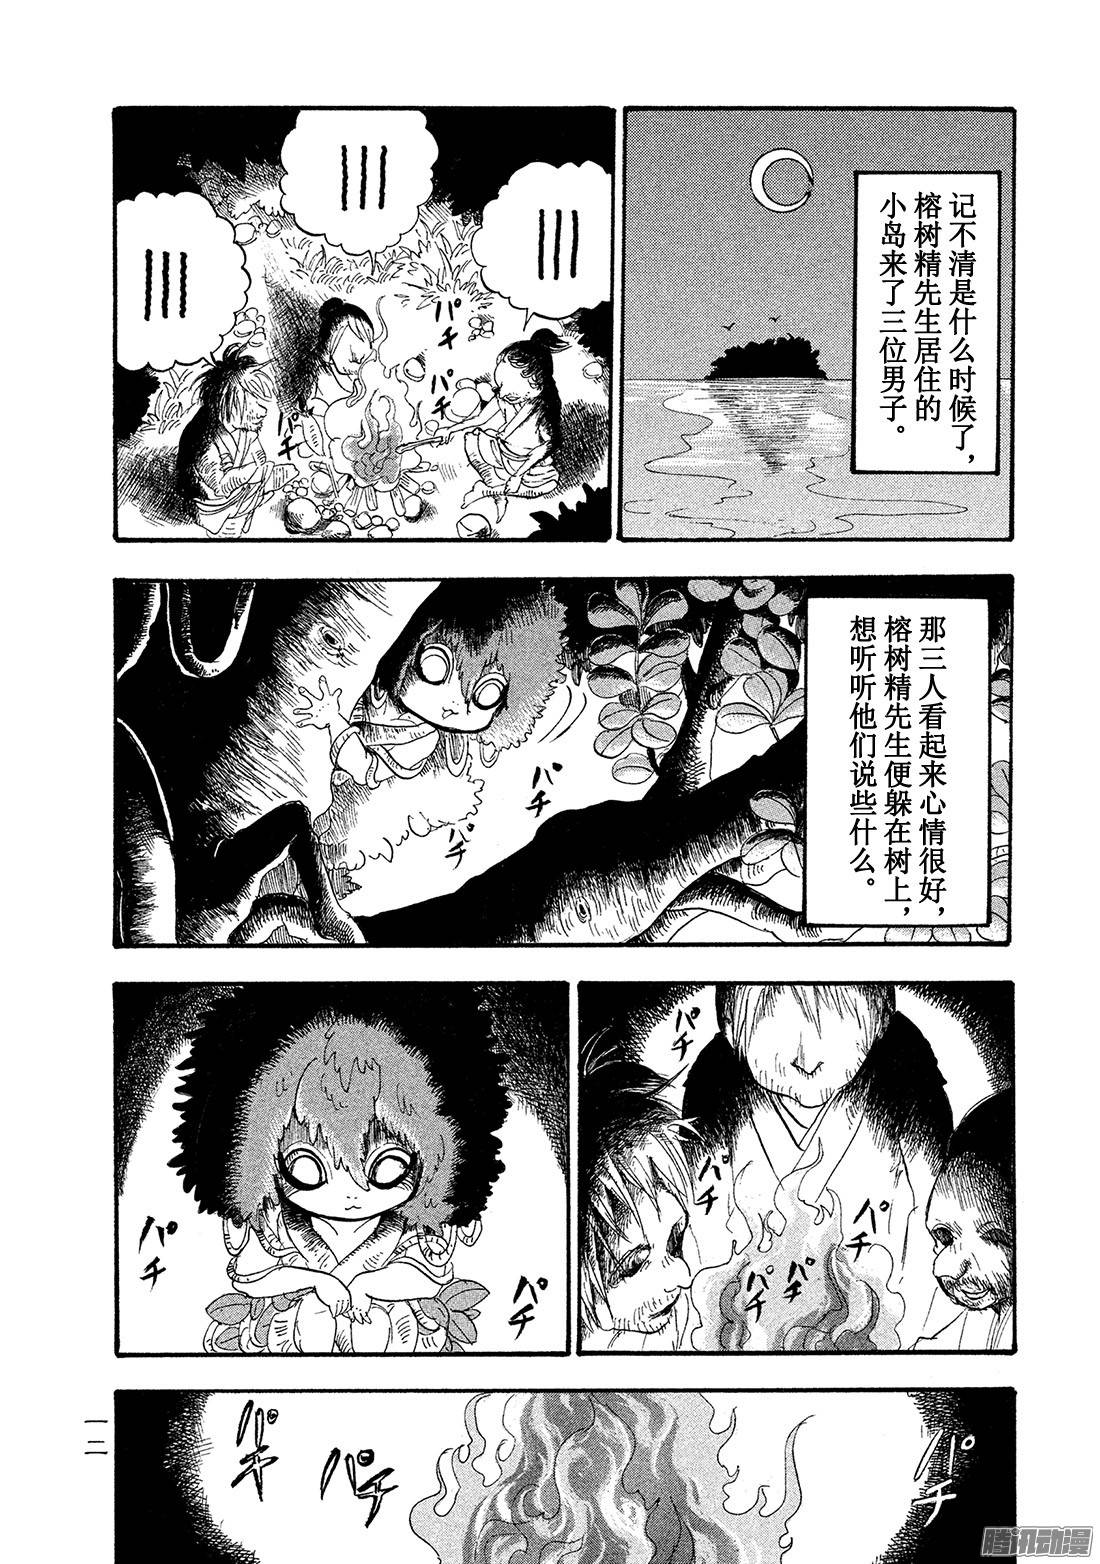 记不清是什么时候了，
榕树精先生居住的
小岛来了三位男子。
パチ
パチ
パチ
那三人看起来心情很好，
榕树精先生便躲在树上，
想听听他们说些什么。
パチ
パチ
パチ
パチ
パチ
パチ
パチ
パチ
パチ
パチ
パチ
パチ
一二
腾讯动漫